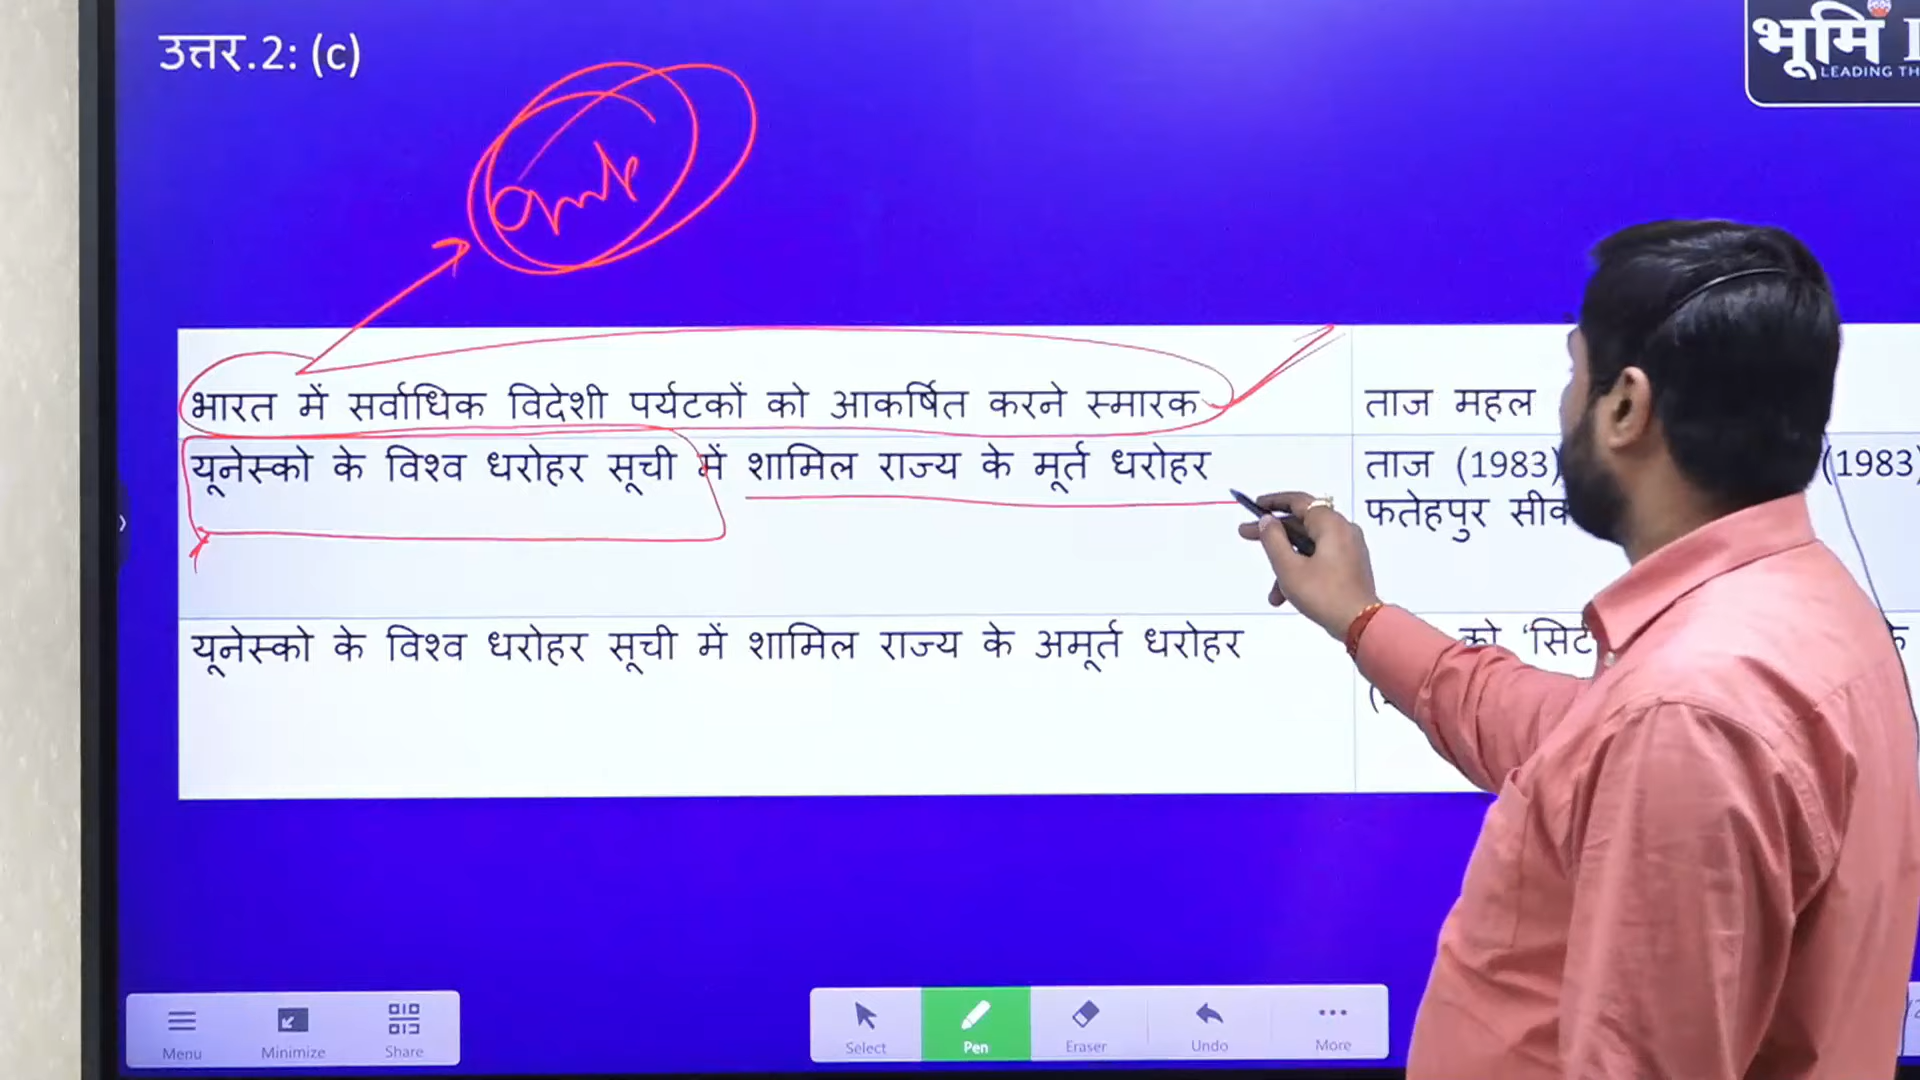 उत्तर.2: (c)
भूमि
LEADING TH
भारत में सर्वाधिक विदेशी पर्यटकों को आकर्षित करने स्मारक
ताज महल
यूनेस्को के विश्व धरोहर सूची में शामिल राज्य के मूर्त धरोहर
ताज (1983)
(1983)
फतेहपुर
यूनेस्को के विश्व धरोहर सूची में शामिल राज्य के अमूर्त धरोहर
को
Menu
Minimize
Share
Select
Pen
Eraser
Undo
More